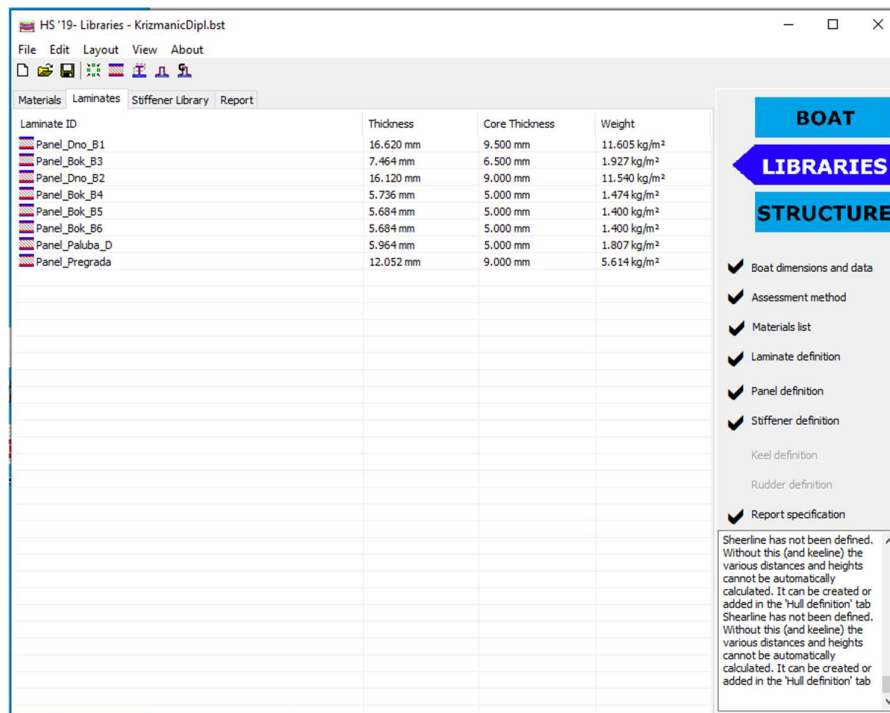 HS '19- Libraries - KrizmanicDipl.bst
File Edit Layout View About
Materials Laminates Stiffener Library Report
Laminate ID Thickness Core Thickness Weight
Panel_Dno_B1 16.620 mm 9.500 mm 11.605 kg/m²
Panel_Bok_B3 7.464 mm 6.500 mm 1.927 kg/m²
Panel_Dno_B2 16.120 mm 9.000 mm 11.540 kg/m²
Panel_Bok_B4 5.736 mm 5.000 mm 1.474 kg/m²
Panel_Bok_B5 5.684 mm 5.000 mm 1.400 kg/m²
Panel_Bok_B6 5.684 mm 5.000 mm 1.400 kg/m²
Panel_Paluba_D 5.964 mm 5.000 mm 1.807 kg/m²
Panel_Pregrada 12.052 mm 9.000 mm 5.614 kg/m²
BOAT
LIBRARIES
STRUCTURE
Boat dimensions and data
Assessment method
Materials list
Laminate definition
Panel definition
Stiffener definition
Keel definition
Rudder definition
Report specification
Sheerline has not been defined.
Without this (and keeline) the
various distances and heights
cannot be automatically
calculated. It can be created or
added in the 'Hull definition' tab
Shearline has not been defined.
Without this (and keeline) the
various distances and heights
cannot be automatically
calculated. It can be created or
added in the 'Hull definition' tab